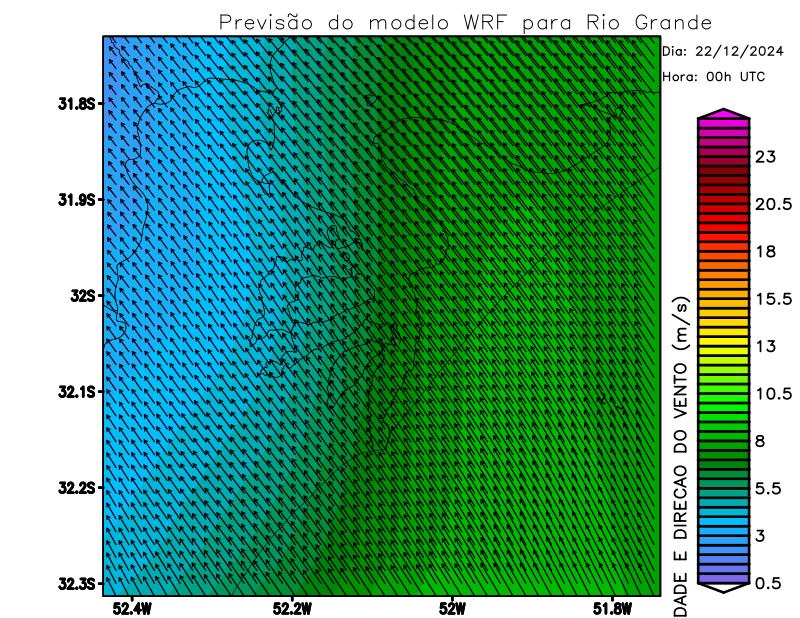 Previsão do modelo WRF para Rio Grande
Dia: 22/12/2024
Hora: 00h UTC
31.8S
31.9S
32S
32.1S
32.2S
32.3S
52.4W
52.2W
52W
51.8W
23
20.5
18
15.5
13
10.5
8
5.5
3
0.5
DADE E DIRECAO DO VENTO (m/s)